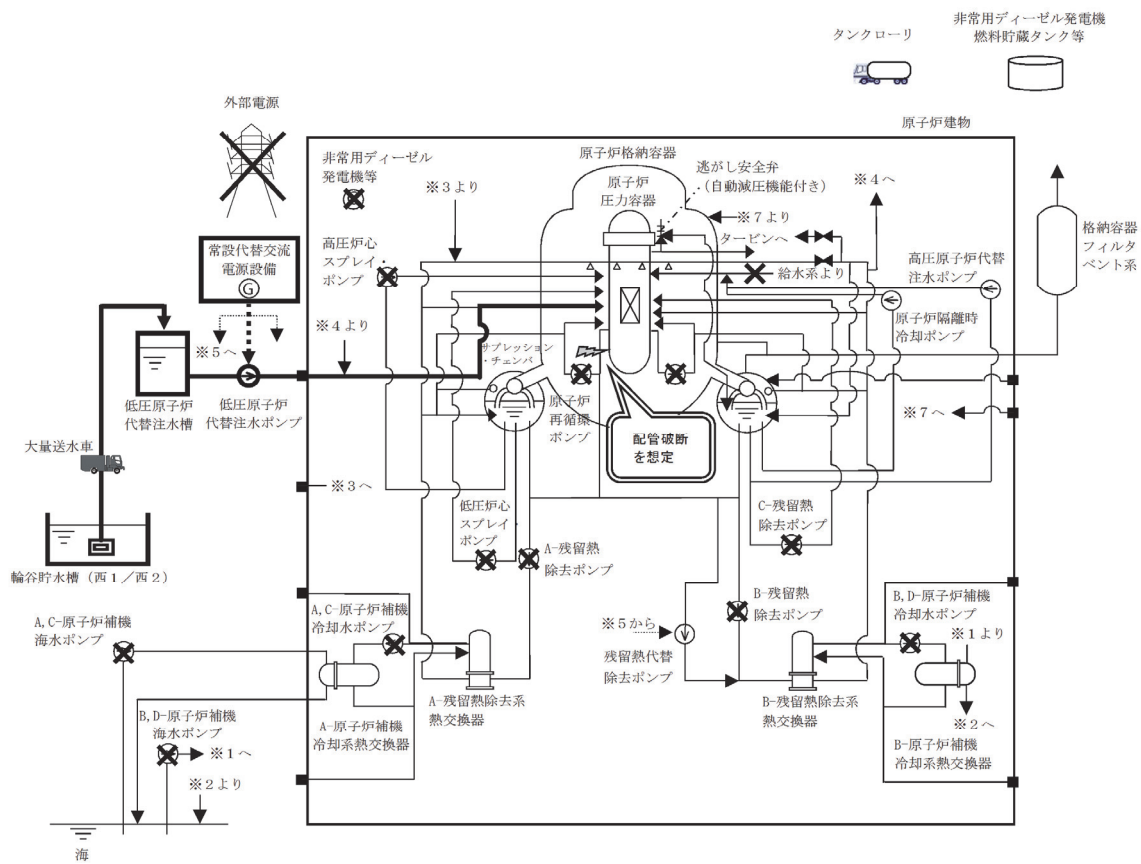 タンクローリ
非常用ディーゼル発電機
燃料貯蔵タンク等
外部電源
原子炉建物
非常用ディーゼル
発電機等
原子炉格納容器
原子炉
圧力容器
逃がし安全弁
(自動減圧機能付き)
※3より
※4へ
※7より
タービンへ
格納容器
フィルタ
ベント系
常設代替交流
電源設備
G
高圧炉心
スプレイ・
ポンプ
給水系より
高圧原子炉代替
注水ポンプ
原子炉隔離時
冷却ポンプ
※4より
※5へ
サプレッション
・チェンバ
低圧原子炉
代替注水槽
低圧原子炉
代替注水ポンプ
原子炉
再循環
ポンプ
配管破断
を想定
※7へ
大量送水車
※3へ
低圧炉心
スプレイ・
ポンプ
C-残留熱
除去ポンプ
A-残留熱
除去ポンプ
輪谷貯水槽(西1/西2)
A,C-原子炉補機
海水ポンプ
A,C-原子炉補機
冷却水ポンプ
※5から
残留熱代替
除去ポンプ
B-残留熱
除去ポンプ
B,D-原子炉補機
冷却水ポンプ
※1より
A-残留熱除去系
熱交換器
B-残留熱除去系
熱交換器
※2へ
B,D-原子炉補機
海水ポンプ
※1へ
A-原子炉補機
冷却系熱交換器
B-原子炉補機
冷却系熱交換器
※2より
海